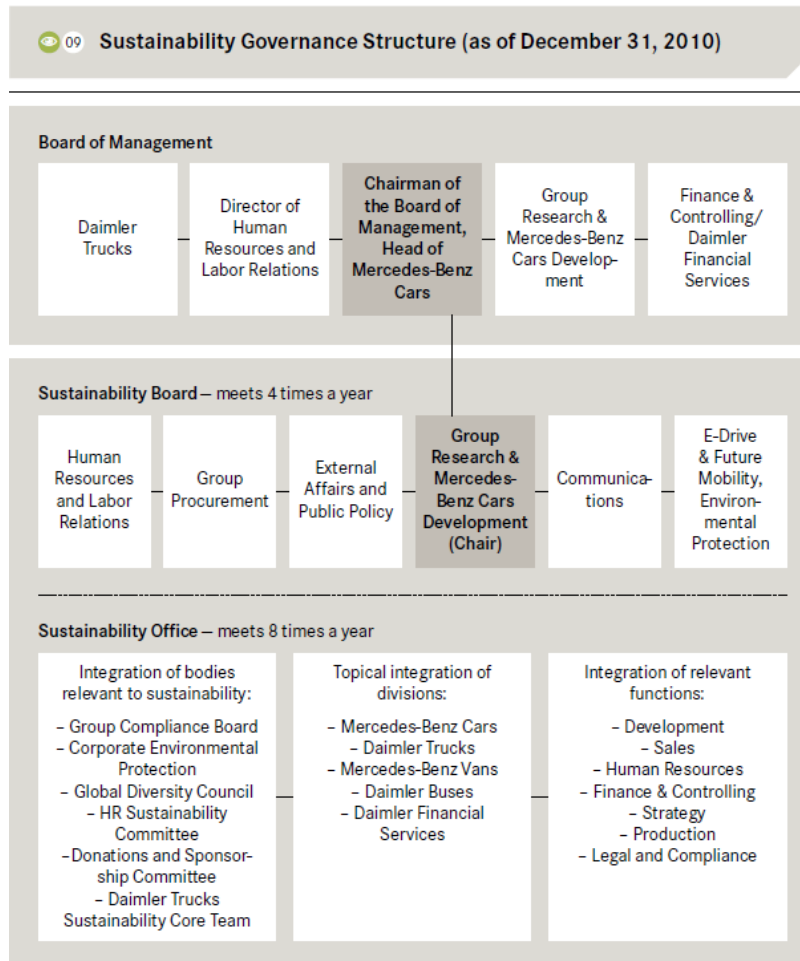 09 Sustainability Governance Structure (as of December 31, 2010)
Board of Management
Daimler
Trucks
Director of
Human
Resources and
Labor Relations
Chairman of
the Board of
Management,
Head of
Mercedes-Benz
Cars
Group
Research &
Mercedes-Benz
Cars Develop-
ment
Finance &
Controlling/
Daimler
Financial
Services
Sustainability Board – meets 4 times a year
Human
Resources
and Labor
Relations
Group
Procurement
External
Affairs and
Public Policy
Group
Research &
Mercedes-
Benz Cars
Development
(Chair)
Communica-
tions
E-Drive
& Future
Mobility,
Environ-
mental
Protection
Sustainability Office – meets 8 times a year
Integration of bodies
relevant to sustainability:
– Group Compliance Board
– Corporate Environmental
Protection
– Global Diversity Council
– HR Sustainability
Committee
–Donations and Sponsor-
ship Committee
– Daimler Trucks
Sustainability Core Team
Topical integration of
divisions:
– Mercedes-Benz Cars
– Daimler Trucks
– Mercedes-Benz Vans
– Daimler Buses
– Daimler Financial
Services
Integration of relevant
functions:
– Development
– Sales
– Human Resources
– Finance & Controlling
– Strategy
– Production
– Legal and Compliance